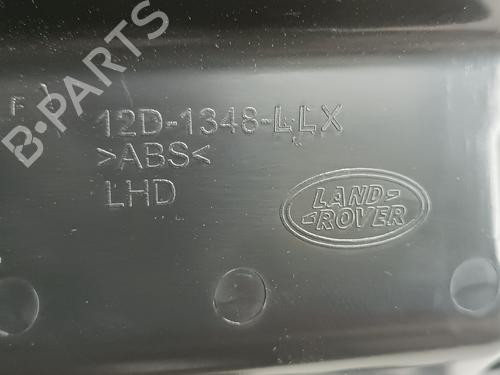 B-PARTS
F
12D-1348-LLX
>ABS<
LHD
LAND-
-ROVER